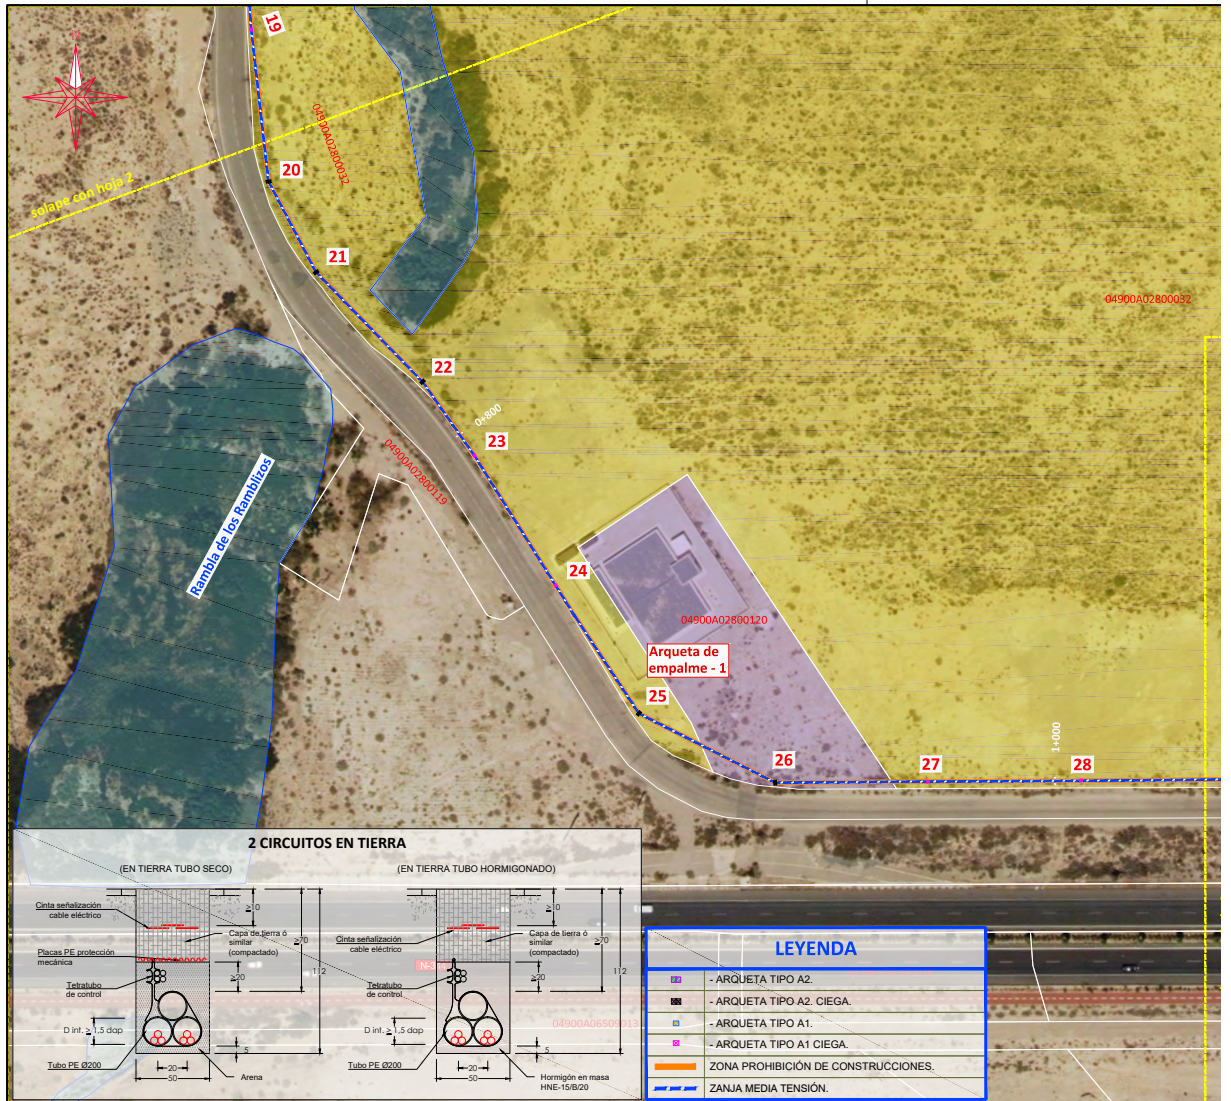 19
04900A02800032
20
solape con hoja 2
21
04900A02800032
22
0+800
23
04900A02800119
Rambla de los Ramblizos
24
04900A02800120
Arqueta de
empalme - 1
25
26
27
1+000
28
2 CIRCUITOS EN TIERRA
(EN TIERRA TUBO SECO)
(EN TIERRA TUBO HORMIGONADO)
Cinta señalización
cable eléctrico
≥10
Capa de tierra ó
similar
(compactado)
≥70
Placas PE protección
mecánica
≥20
112
Tetratubo
de control
D int. ≥ 1,5 dap
Tubo PE Ø200
20
50
5
Arena
Cinta señalización
cable eléctrico
≥10
Capa de tierra ó
similar
(compactado)
≥70
≥20
112
Tetratubo
de control
D int. ≥ 1,5 dap
Tubo PE Ø200
20
50
5
Hormigón en masa
HNE-15/B/20
LEYENDA
- ARQUETA TIPO A2.
- ARQUETA TIPO A2. CIEGA.
- ARQUETA TIPO A1.
- ARQUETA TIPO A1 CIEGA.
ZONA PROHIBICIÓN DE CONSTRUCCIONES.
ZANJA MEDIA TENSIÓN.